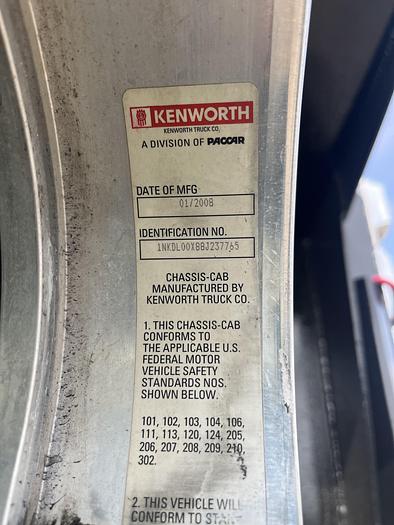 KENWORTH
KENWORTH TRUCK CO.
A DIVISION OF PACCAR
DATE OF MFG
01/2008
IDENTIFICATION NO.
1NKDL00X88J237765
CHASSIS-CAB
MANUFACTURED BY
KENWORTH TRUCK CO.
1. THIS CHASSIS-CAB
CONFORMS TO
THE APPLICABLE U.S.
FEDERAL MOTOR
VEHICLE SAFETY
STANDARDS NOS.
SHOWN BELOW.
101, 102, 103, 104, 106,
111, 113, 120, 124, 205,
206, 207, 208, 209, 210,
302.
2. THIS VEHICLE WILL
CONFORM TO